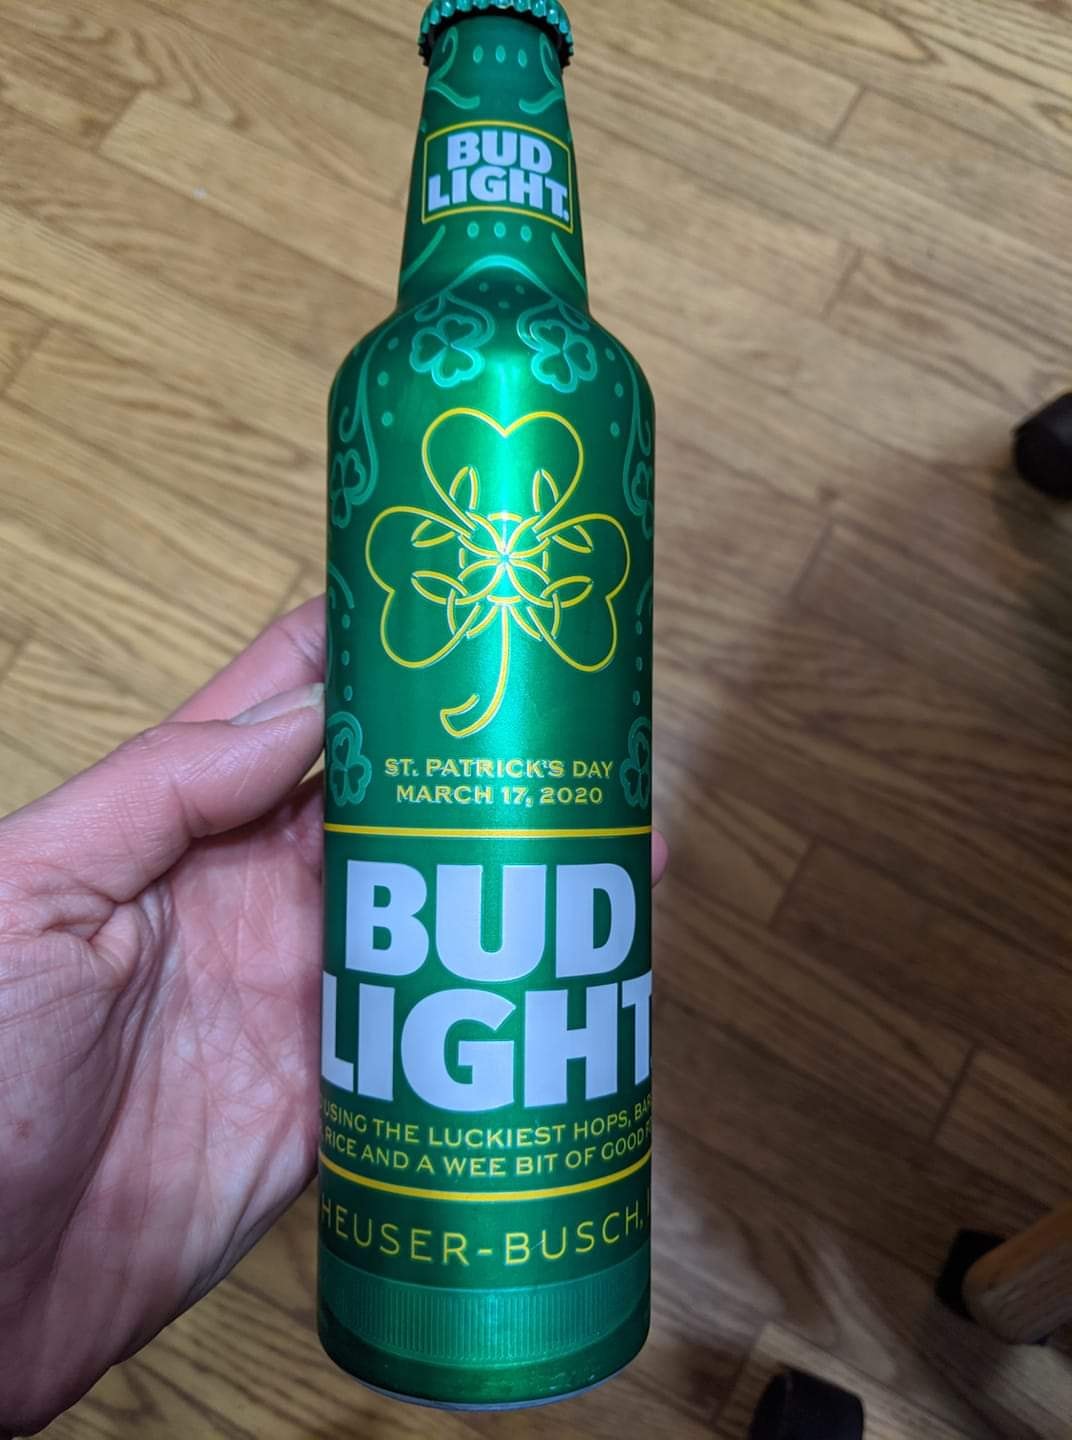 BUD
LIGHT.
ST. PATRICK'S DAY
MARCH 17, 2020
BUD
LIGHT.
USING THE LUCKIEST HOPS,
RICE AND A WEE BIT OF GOOD
HEUSER-BUSCH,